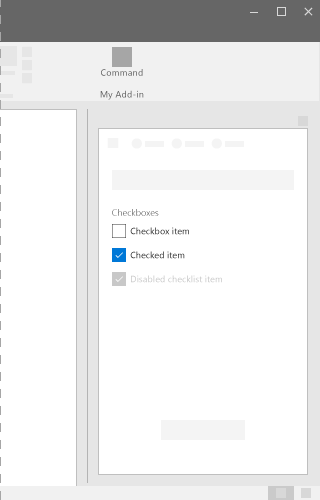 Command
My Add-in
Checkboxes
Checkbox item
Checked item
Disabled checklist item